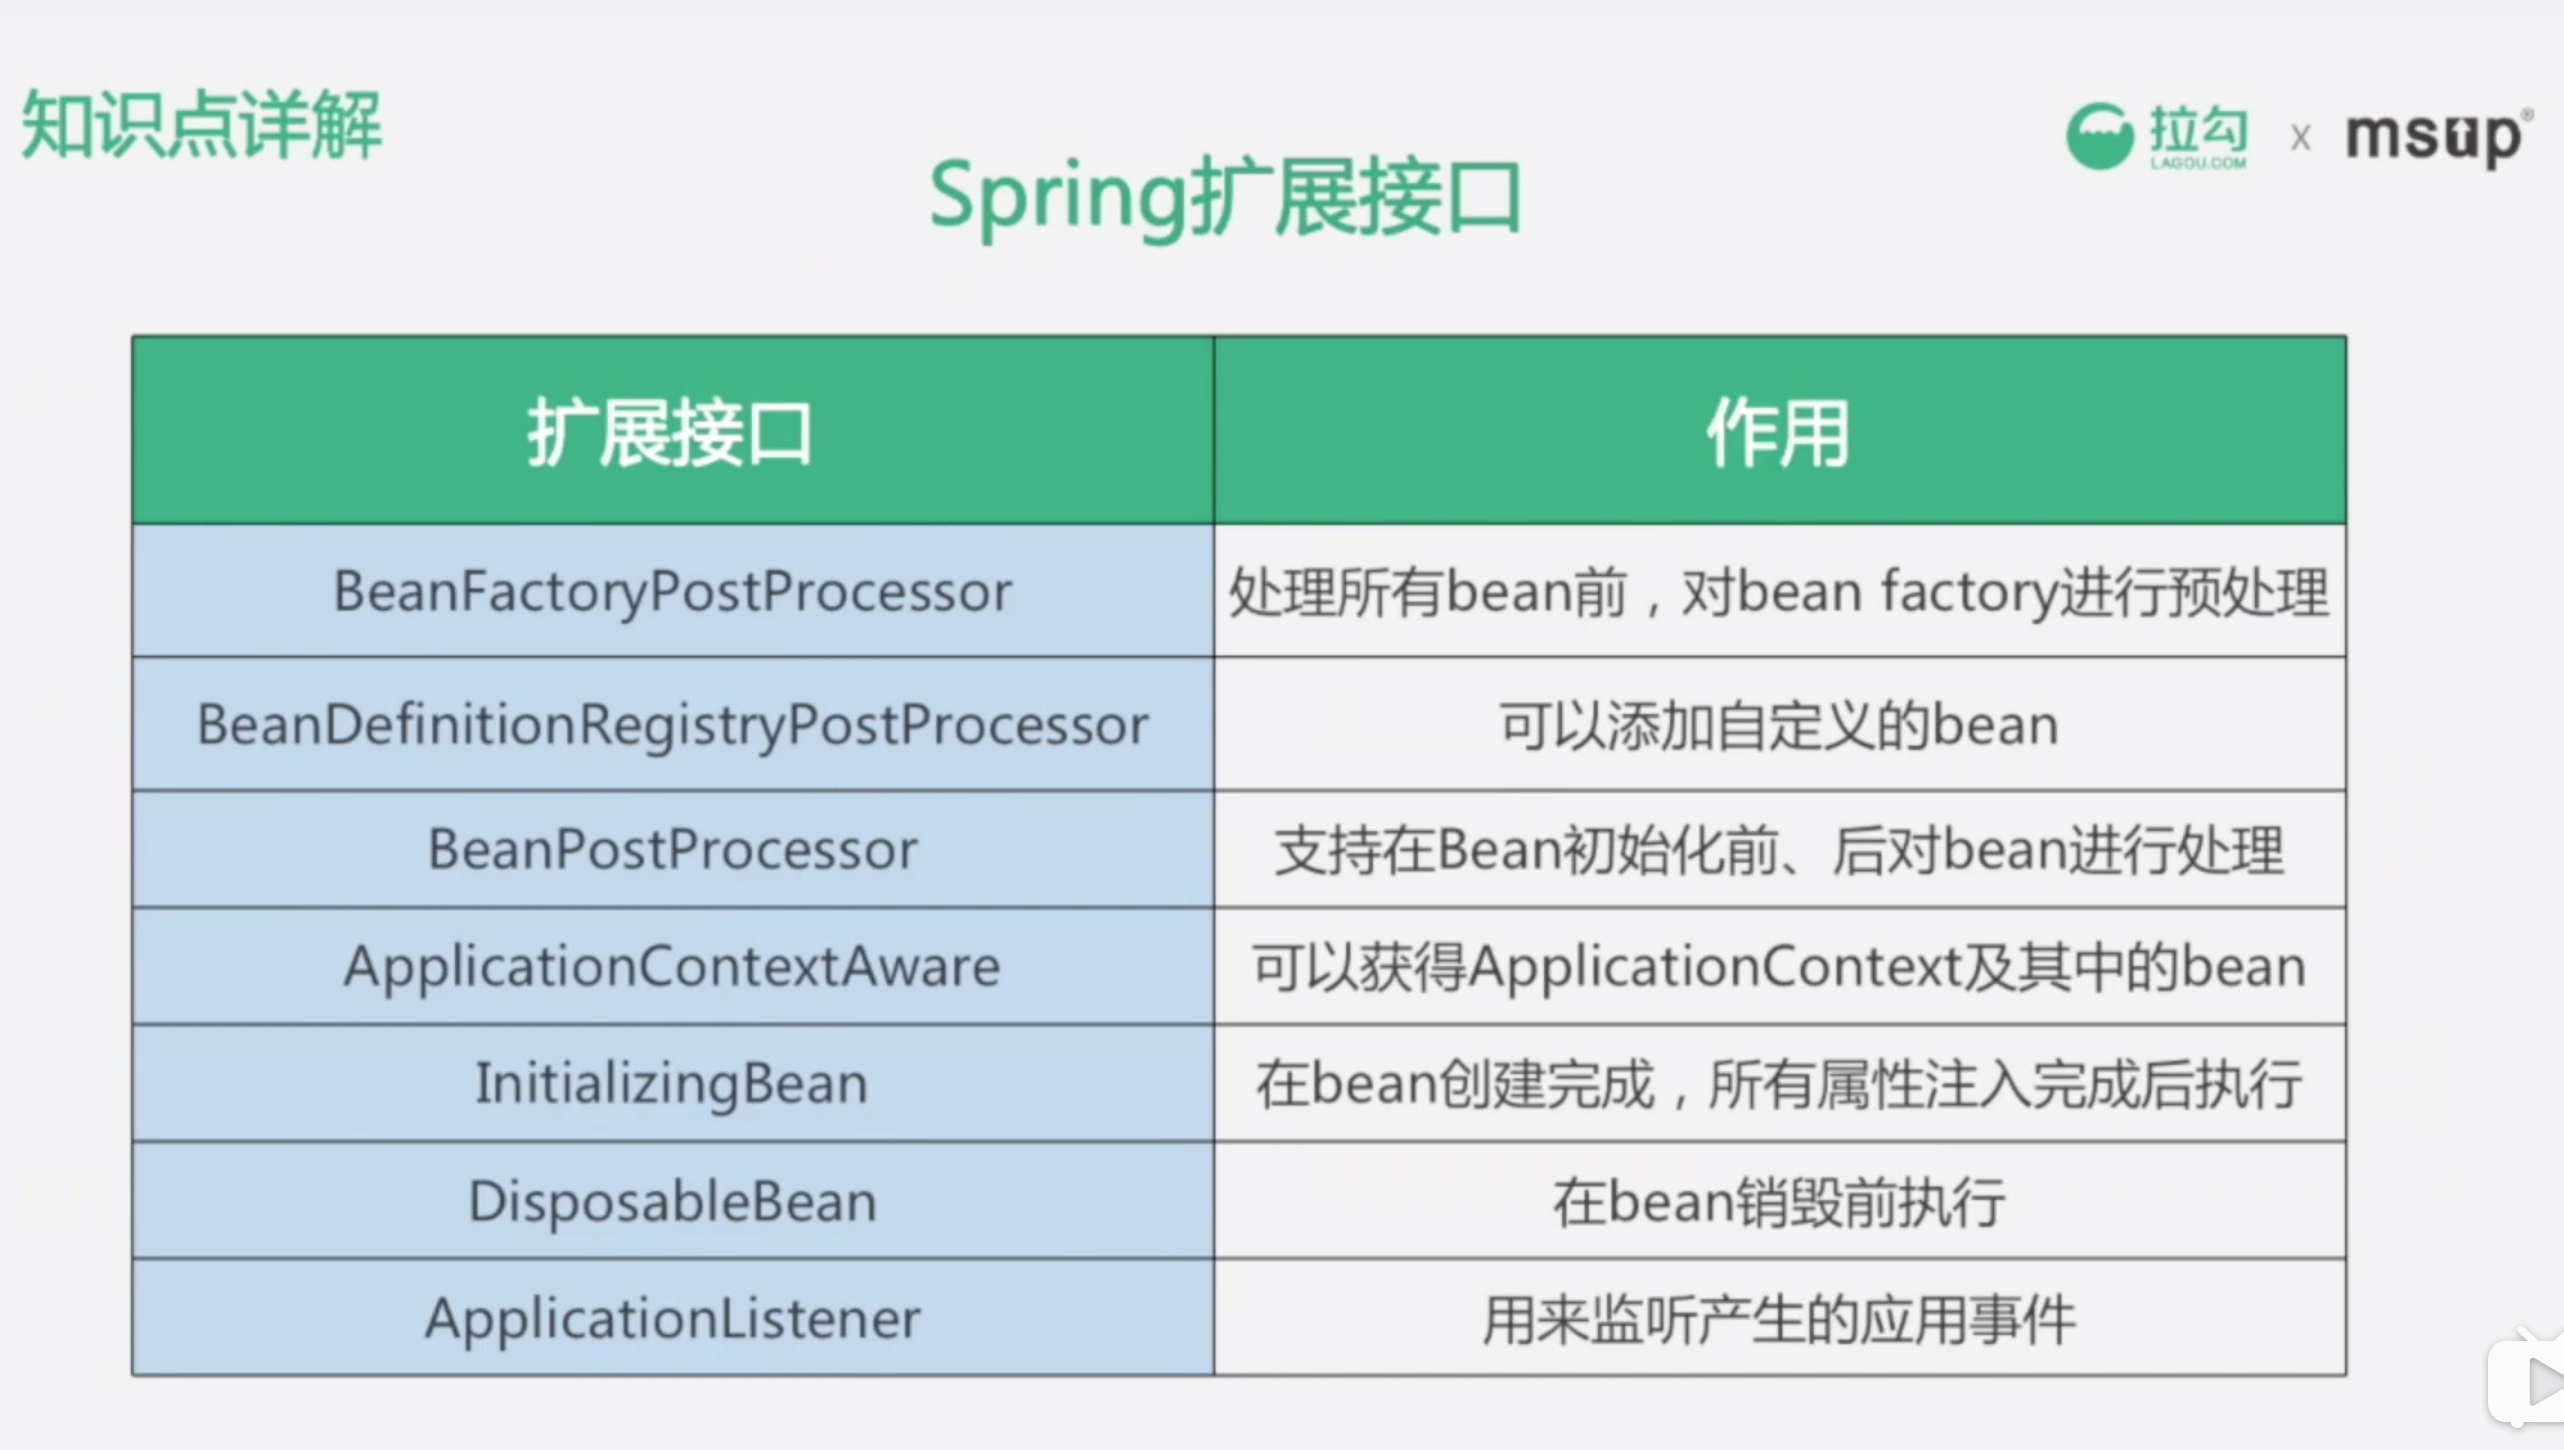 知识点详解
拉勾 x msup®
LAGOU.COM
Spring扩展接口
扩展接口 作用
BeanFactoryPostProcessor 处理所有bean前，对bean factory进行预处理
BeanDefinitionRegistryPostProcessor 可以添加自定义的bean
BeanPostProcessor 支持在Bean初始化前、后对bean进行处理
ApplicationContextAware 可以获得ApplicationContext及其中的bean
InitializingBean 在bean创建完成，所有属性注入完成后执行
DisposableBean 在bean销毁前执行
ApplicationListener 用来监听产生的应用事件